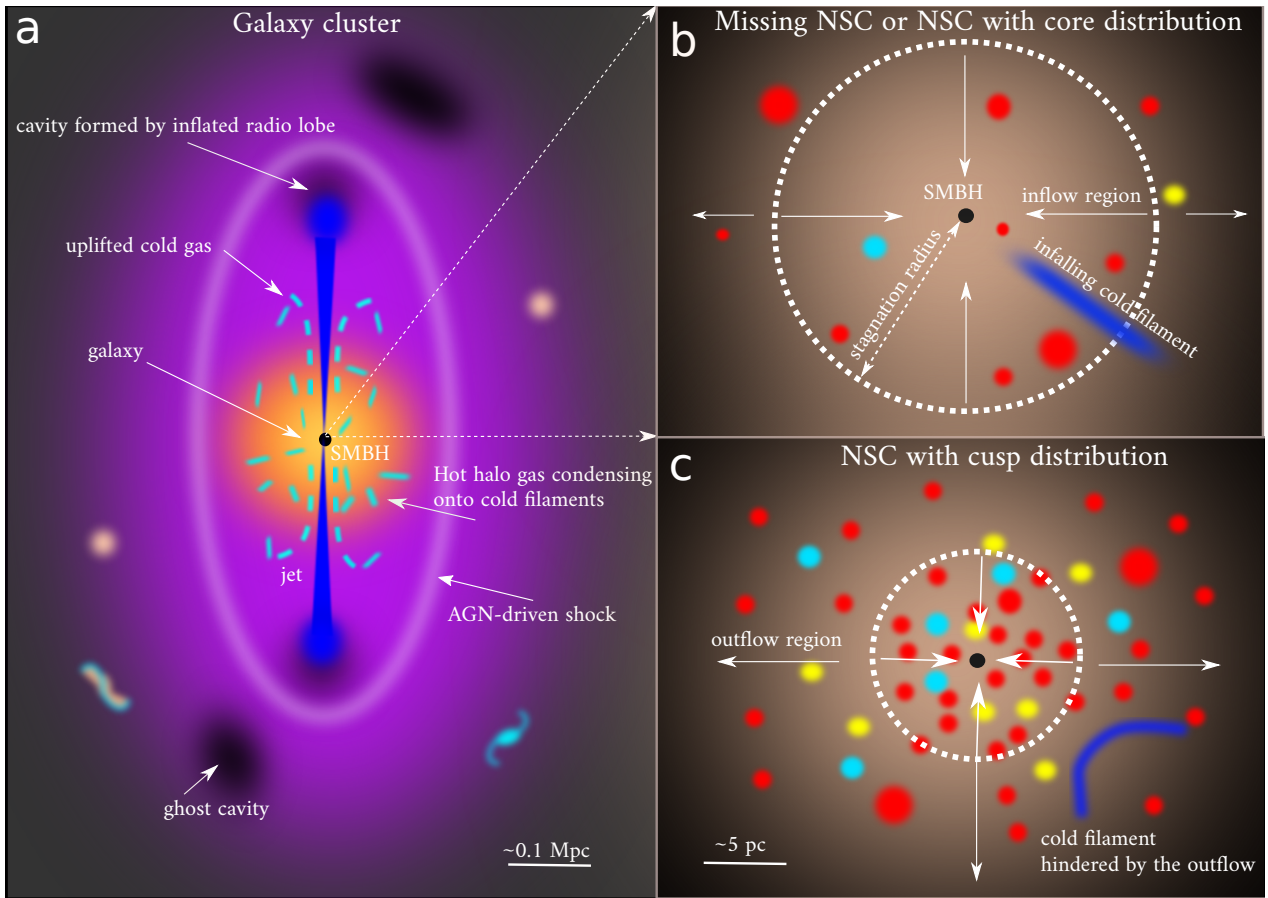 a
Galaxy cluster
cavity formed by inflated radio lobe
uplifted cold gas
galaxy
SMBH
Hot halo gas condensing
onto cold filaments
jet
AGN-driven shock
ghost cavity
~0.1 Mpc
b
Missing NSC or NSC with core distribution
SMBH
inflow region
infalling cold filament
stagnation radius
c
NSC with cusp distribution
outflow region
~5 pc
cold filament
hindered by the outflow